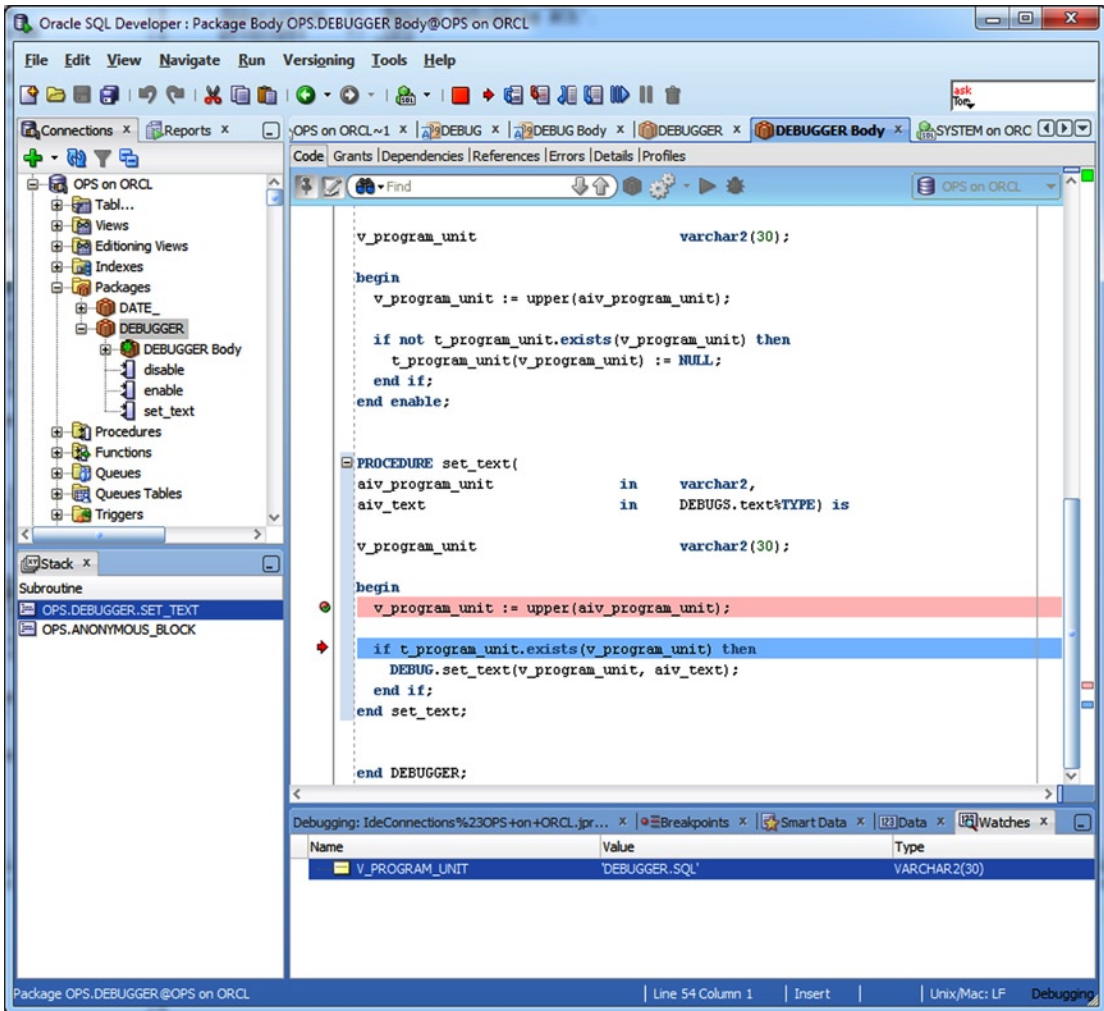 Oracle SQL Developer : Package Body OPS.DEBUGGER Body@OPS on ORCL
File Edit View Navigate Run Versioning Tools Help
ask
Tom
Connections x Reports x
OPS on ORCL~1 x DEBUG x DEBUG Body x DEBUGGER x DEBUGGER Body x SYSTEM on ORC
Code Grants Dependencies References Errors Details Profiles
Find
OPS on ORCL
OPS on ORCL
Tabl...
Views
Editioning Views
Indexes
Packages
DATE_
DEBUGGER
DEBUGGER Body
disable
enable
set_text
Procedures
Functions
Queues
Queues Tables
Triggers
Stack x
Subroutine
OPS.DEBUGGER.SET_TEXT
OPS.ANONYMOUS_BLOCK
v_program_unit varchar2(30);
begin
v_program_unit := upper(aiv_program_unit);
if not t_program_unit.exists(v_program_unit) then
t_program_unit(v_program_unit) := NULL;
end if;
end enable;
PROCEDURE set_text(
aiv_program_unit in varchar2,
aiv_text in DEBUGS.text%TYPE) is
v_program_unit varchar2(30);
begin
v_program_unit := upper(aiv_program_unit);
if t_program_unit.exists(v_program_unit) then
DEBUG.set_text(v_program_unit, aiv_text);
end if;
end set_text;
end DEBUGGER;
Debugging: IdeConnections%23OPS+on+ORCL.jpr... x Breakpoints x Smart Data x Data x Watches x
Name Value Type
V_PROGRAM_UNIT 'DEBUGGER.SQL' VARCHAR2(30)
Package OPS.DEBUGGER@OPS on ORCL Line 54 Column 1 Insert Unix/Mac: LF Debugging